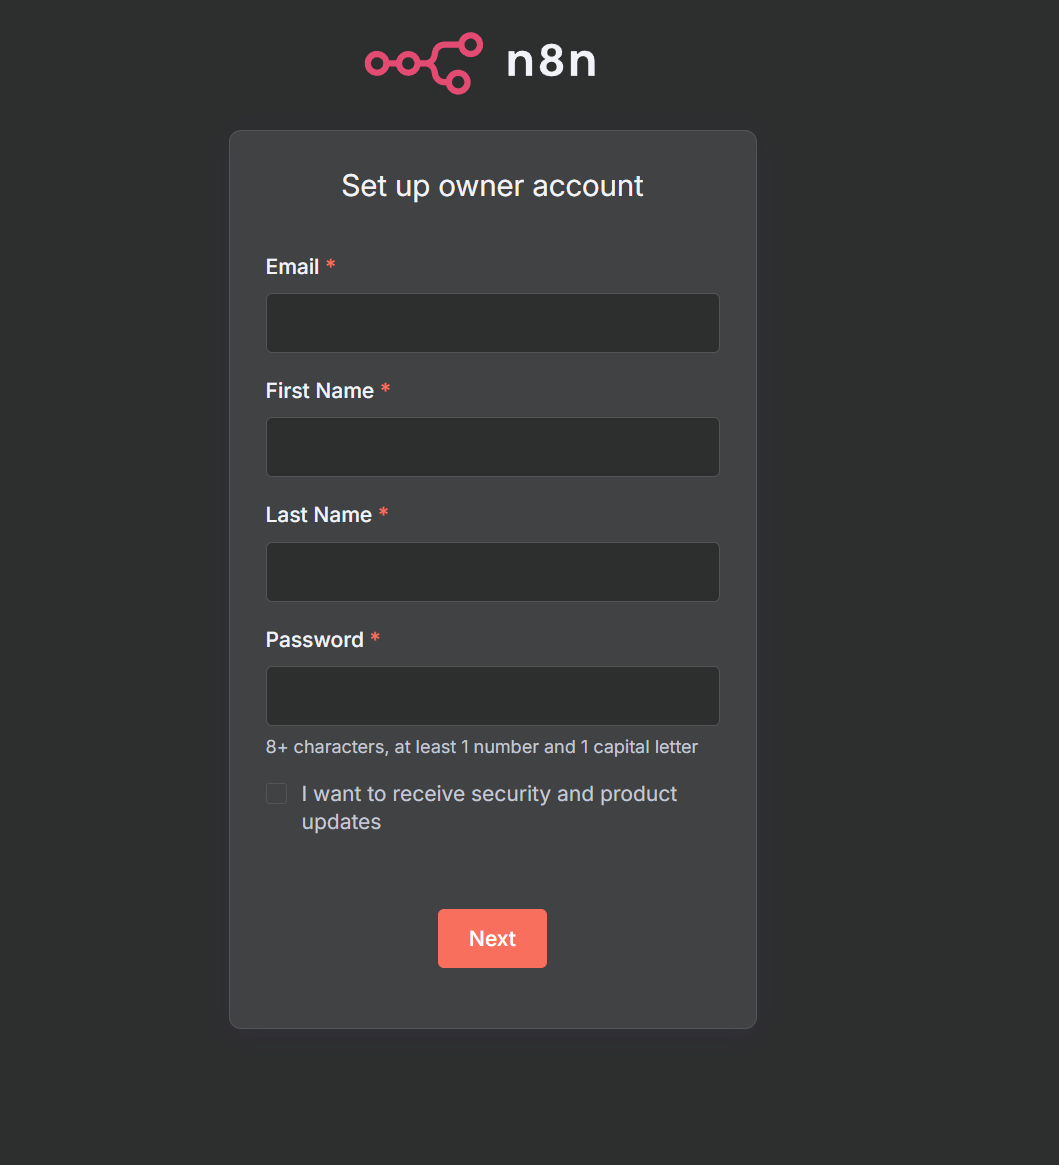 n8n
Set up owner account
Email *
First Name *
Last Name *
Password *
8+ characters, at least 1 number and 1 capital letter
I want to receive security and product
updates
Next